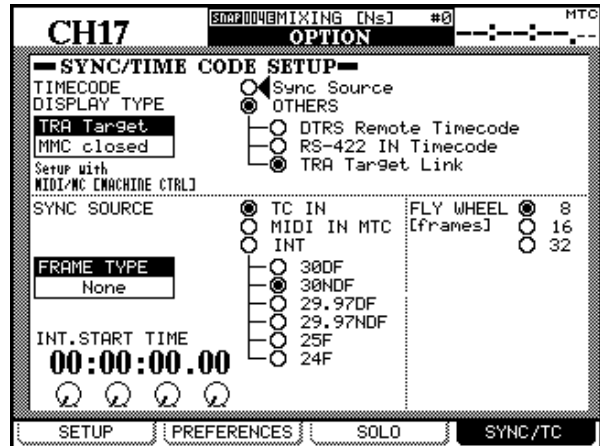 CH17
SNAP004 MIXING [Ns] #0
OPTION
MTC
--:--:--.--
SYNC/TIME CODE SETUP
TIMECODE
DISPLAY TYPE
Sync Source
OTHERS
TRA Target
MMC closed
DTRS Remote Timecode
RS-422 IN Timecode
TRA Target Link
Setup with
MIDI/MC [MACHINE CTRL]
SYNC SOURCE
TC IN
MIDI IN MTC
INT
FLY WHEEL
[frames]
8
16
32
FRAME TYPE
None
30DF
30NDF
29.97DF
29.97NDF
25F
24F
INT.START TIME
00:00:00.00
SETUP
PREFERENCES
SOLO
SYNC/TC